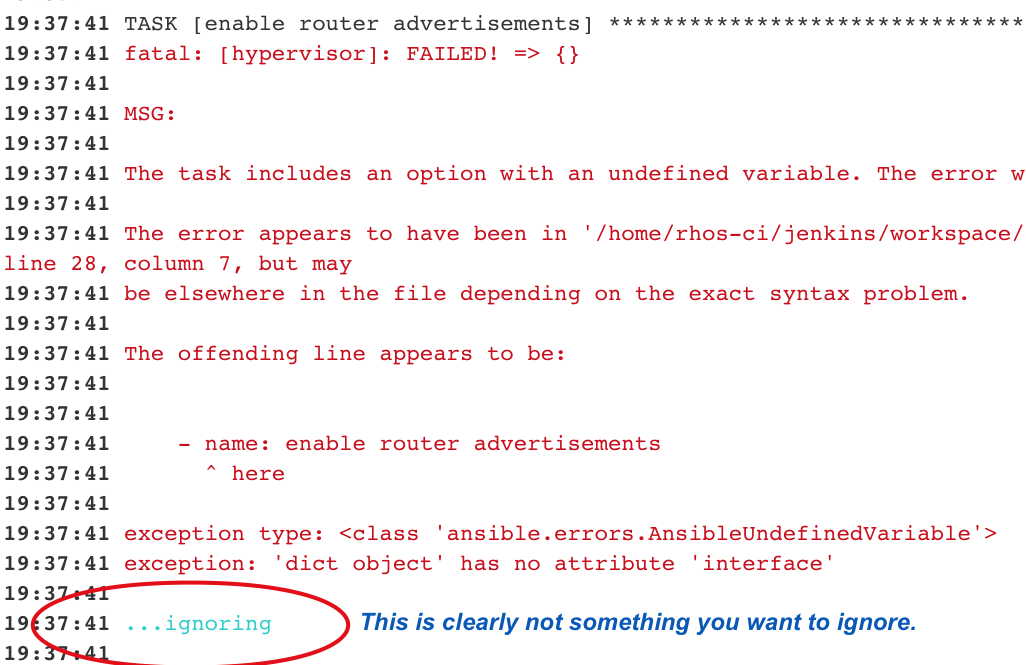 19:37:41 TASK [enable router advertisements] *******************************
19:37:41 fatal: [hypervisor]: FAILED! => {}
19:37:41
19:37:41 MSG:
19:37:41
19:37:41 The task includes an option with an undefined variable. The error w
19:37:41
19:37:41 The error appears to have been in '/home/rhos-ci/jenkins/workspace/
line 28, column 7, but may
19:37:41 be elsewhere in the file depending on the exact syntax problem.
19:37:41
19:37:41 The offending line appears to be:
19:37:41
19:37:41
19:37:41     - name: enable router advertisements
19:37:41       ^ here
19:37:41
19:37:41 exception type: <class 'ansible.errors.AnsibleUndefinedVariable'>
19:37:41 exception: 'dict object' has no attribute 'interface'
19:37:41
19:37:41 ...ignoring This is clearly not something you want to ignore.
19:37:41